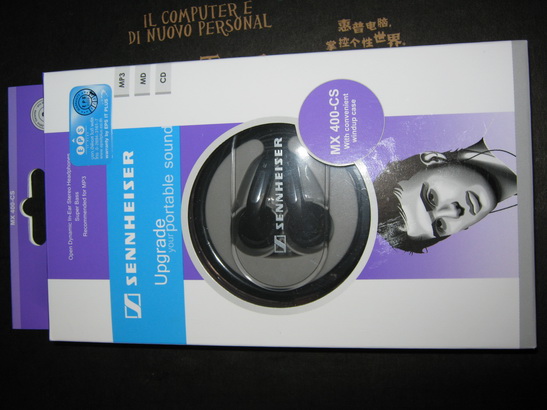 IL COMPUTER È
DI NUOVO PERSONAL
惠普电脑,
掌控个性世界.
MP3
MD
CD
EPS
SENNHEISER
Upgrade
your portable sound
MX 400-CS
With convenient
windup case
SENNHEISER
MX 400-CS
Open Dynamic In-Ear Stereo Headphones
Super Bass
Recommended for MP3